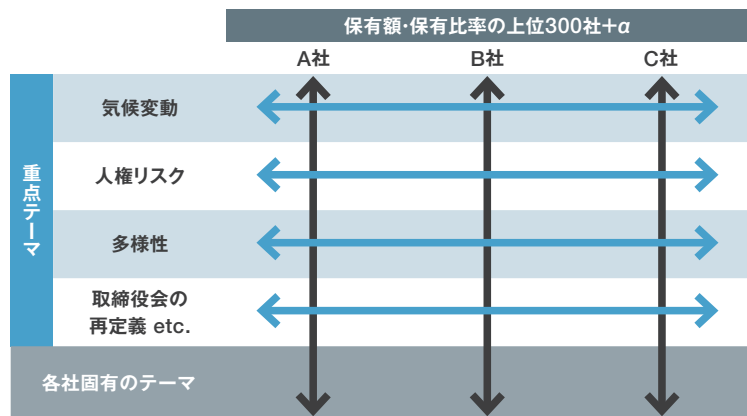 保有額・保有比率の上位300社+α
A社 B社 C社
重点テーマ
気候変動
人権リスク
多様性
取締役会の
再定義 etc.
各社固有のテーマ